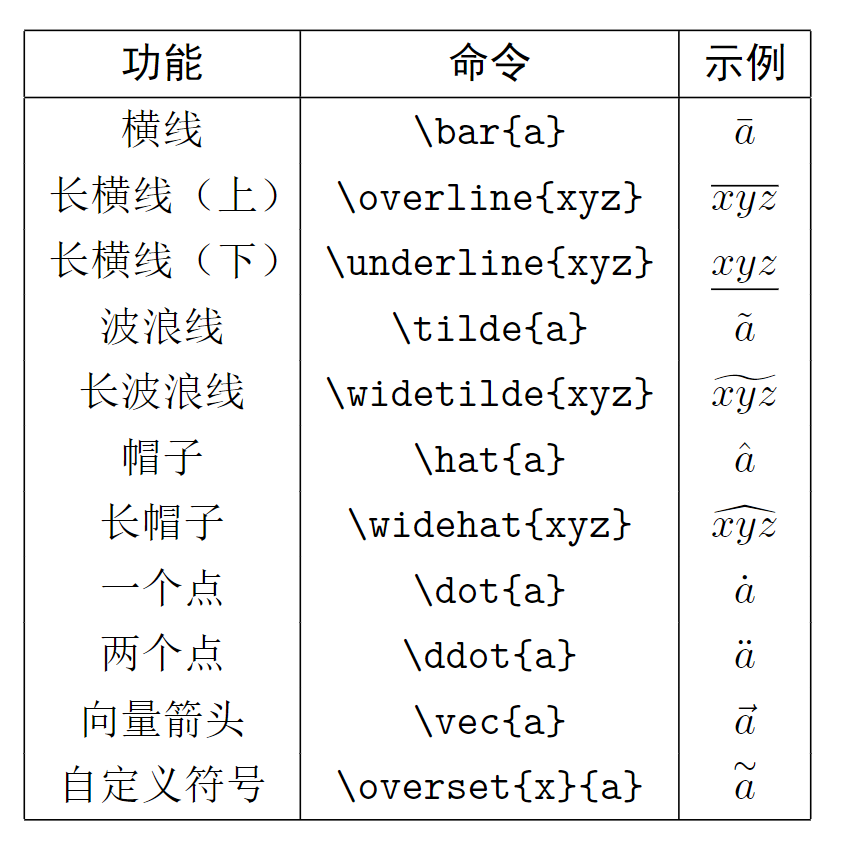 功能 命令 示例
横线 \bar{a} $\bar{a}$
长横线（上） \overline{xyz} $\overline{xyz}$
长横线（下） \underline{xyz} $\underline{xyz}$
波浪线 \tilde{a} $\tilde{a}$
长波浪线 \widetilde{xyz} $\widetilde{xyz}$
帽子 \hat{a} $\hat{a}$
长帽子 \widehat{xyz} $\widehat{xyz}$
一个点 \dot{a} $\dot{a}$
两个点 \ddot{a} $\ddot{a}$
向量箭头 \vec{a} $\vec{a}$
自定义符号 \overset{x}{a} $\overset{\sim}{a}$